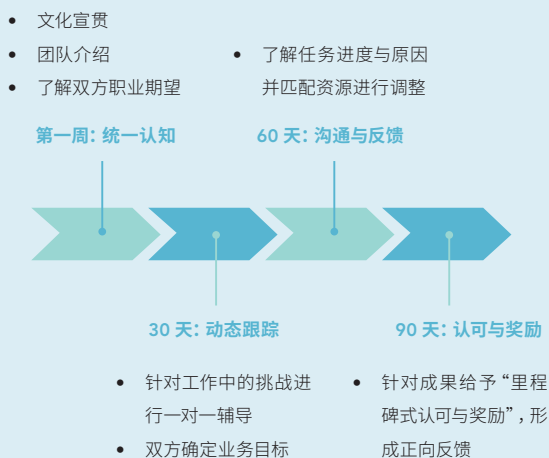 • 文化宣贯
• 团队介绍
• 了解双方职业期望
第一周：统一认知
• 了解任务进度与原因
并匹配资源进行调整
60 天：沟通与反馈
30 天：动态跟踪
• 针对工作中的挑战进
行一对一辅导
• 双方确定业务目标
90 天：认可与奖励
• 针对成果给予“里程
碑式认可与奖励”，形
成正向反馈